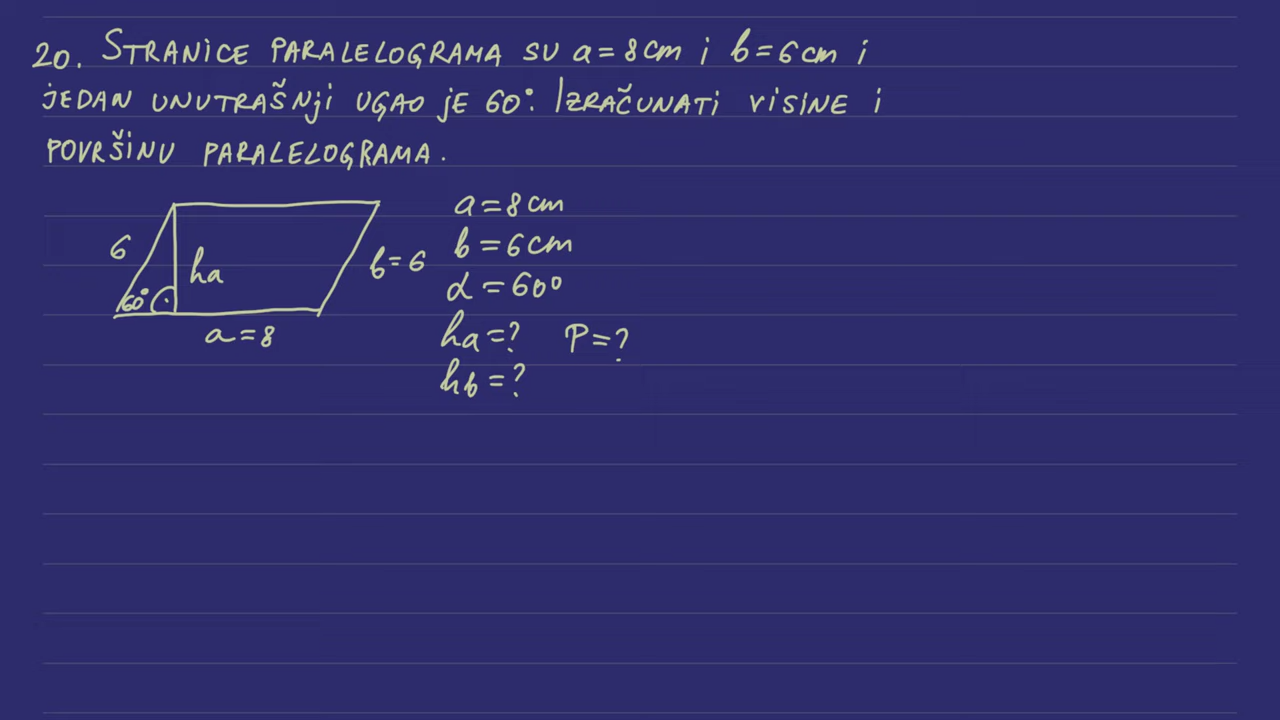 20. STRANICE PARALELOGRAMA SU a=8cm i b=6cm i
JEDAN UNUTRAŠNJI UGAO JE 60°. IZRAČUNATI VISINE i
POVRŠINU PARALELOGRAMA.
a=8cm
6
b=6cm
ha
b=6
60°
α=60°
a=8
ha=? P=?
hb=?